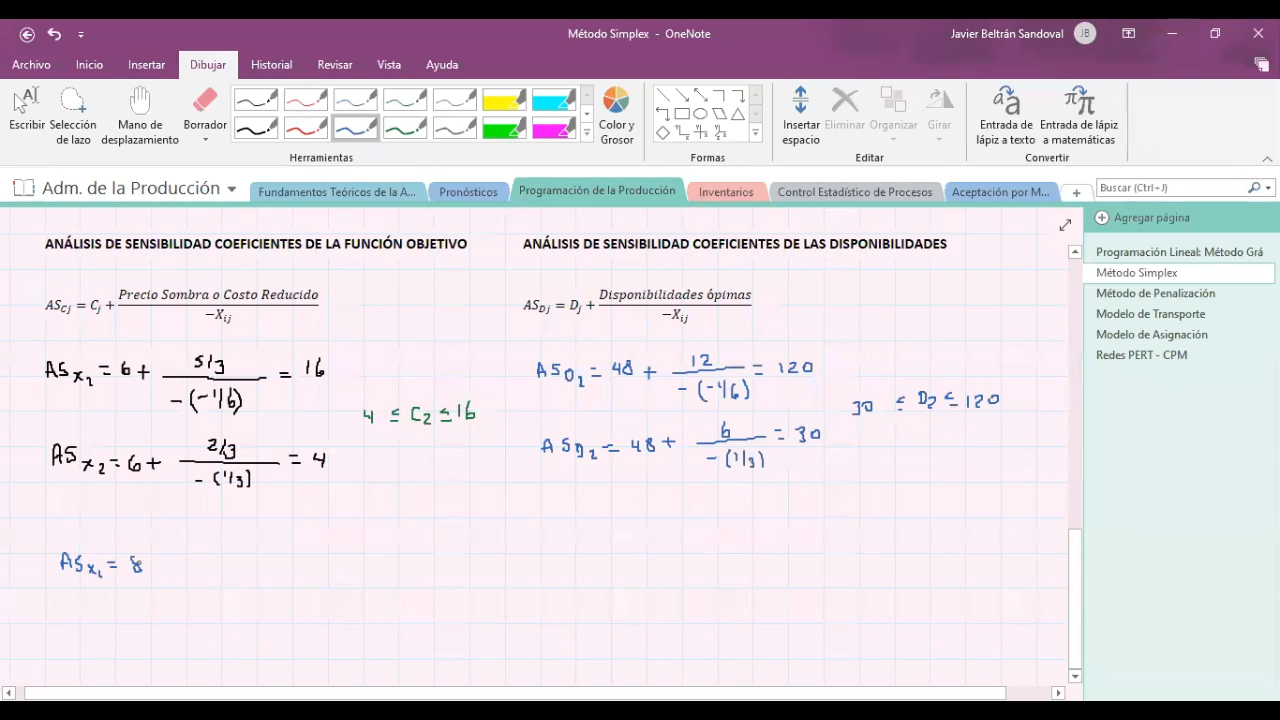 Método Simplex - OneNote
Javier Beltrán Sandoval JB
Archivo Inicio Insertar Dibujar Historial Revisar Vista Ayuda
Escribir
Selección de lazo
Mano de desplazamiento
Borrador
Color y Grosor
Insertar espacio
Eliminar
Organizar
Girar
Entrada de lápiz a texto
Entrada de lápiz a matemáticas
Herramientas Formas Editar Convertir
Adm. de la Producción
Fundamentos Teóricos de la A...
Pronósticos
Programación de la Producción
Inventarios
Control Estadístico de Procesos
Aceptación por M...
Buscar (Ctrl+J)
Agregar página
Programación Lineal: Método Grá
Método Simplex
Método de Penalización
Modelo de Transporte
Modelo de Asignación
Redes PERT - CPM
ANÁLISIS DE SENSIBILIDAD COEFICIENTES DE LA FUNCIÓN OBJETIVO
AS_Cj = C_j + Precio Sombra o Costo Reducido / -X_ij
AS_x2 = 6 + 5/3 / -(-1/6) = 16
4 ≤ C_2 ≤ 16
AS_x2 = 6 + 2/3 / -(1/3) = 4
AS_x1 = 8
ANÁLISIS DE SENSIBILIDAD COEFICIENTES DE LAS DISPONIBILIDADES
AS_Dj = D_j + Disponibilidades ópimas / -X_ij
AS_D2 = 48 + 12 / -(-1/6) = 120
30 ≤ D_2 ≤ 120
AS_D2 = 48 + 6 / -(1/3) = 30